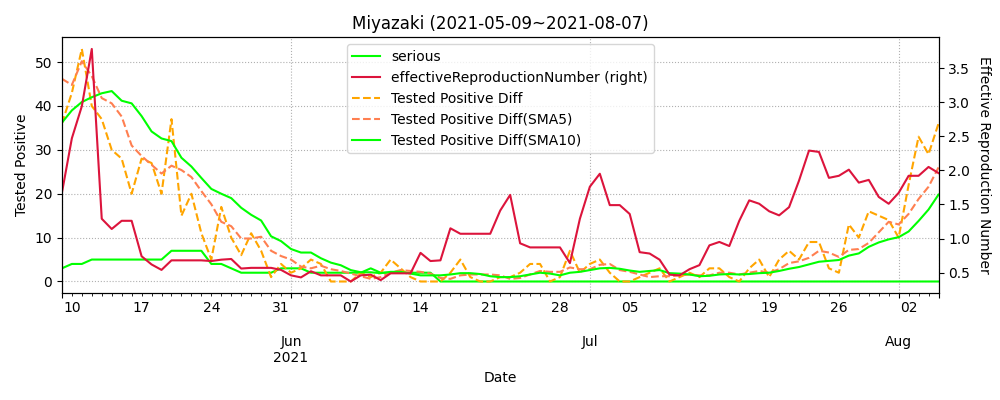 Miyazaki (2021-05-09~2021-08-07)
serious
effectiveReproductionNumber (right)
Tested Positive Diff
Tested Positive Diff(SMA5)
Tested Positive Diff(SMA10)
Tested Positive
50
40
30
20
10
0
3.5
3.0
2.5
2.0
1.5
1.0
0.5
Effective Reproduction Number
10 17 24 31 07 14 21 28 05 12 19 26 02
Jun Jul Aug
2021
Date